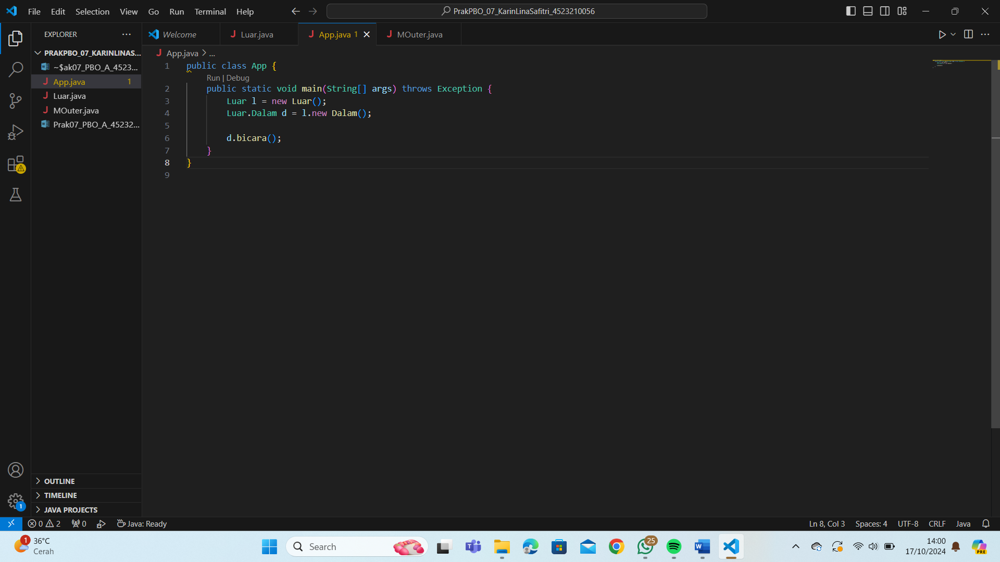 File Edit Selection View Go Run Terminal Help
PrakPBO_07_KarinLinaSafitri_4523210056
EXPLORER
Welcome
Luar.java
App.java 1
MOuter.java
PRAKPBO_07_KARINLINAS...
~$ak07_PBO_A_4523...
App.java 1
Luar.java
MOuter.java
Prak07_PBO_A_45232...
App.java > ...
1 public class App {
Run | Debug
2 public static void main(String[] args) throws Exception {
3 Luar l = new Luar();
4 Luar.Dalam d = l.new Dalam();
5
6 d.bicara();
7 }
8 }
9
OUTLINE
TIMELINE
JAVA PROJECTS
1
0 2 0 Java: Ready
Ln 8, Col 3 Spaces: 4 UTF-8 CRLF Java
1
36°C
Cerah
Search
25
14:00
17/10/2024
PRE